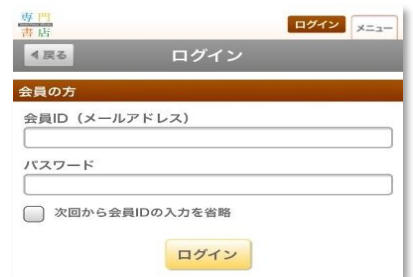 専門
書店
ログイン
メニュー
戻る
ログイン
会員の方
会員ID（メールアドレス）
パスワード
次回から会員IDの入力を省略
ログイン